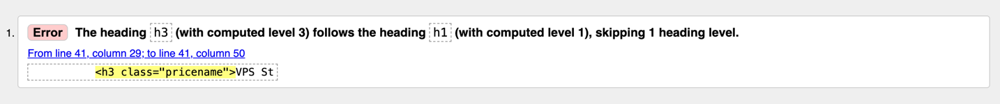 1. Error The heading h3 (with computed level 3) follows the heading h1 (with computed level 1), skipping 1 heading level.
From line 41, column 29; to line 41, column 50
<h3 class="pricename">VPS St